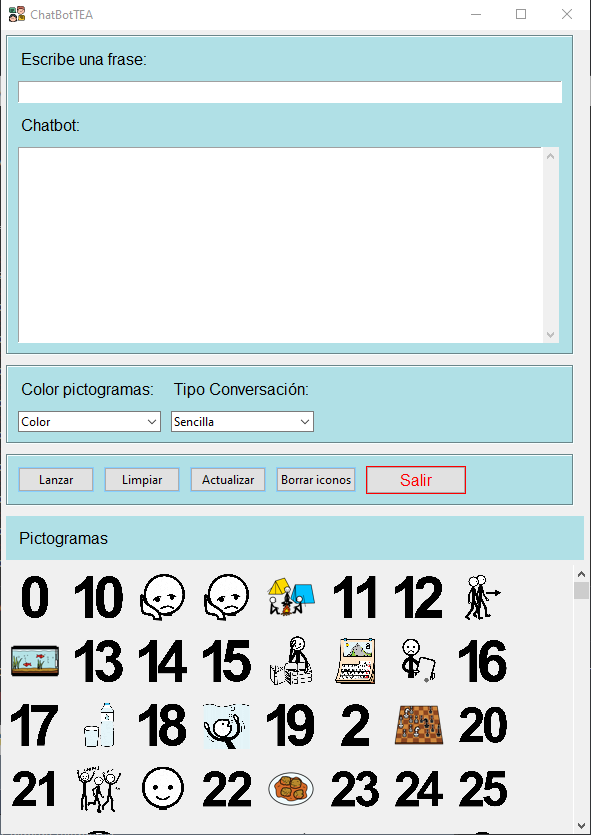 ChatBotTEA
Escribe una frase:
Chatbot:
Color pictogramas: Tipo Conversación:
Color Sencilla
Lanzar Limpiar Actualizar Borrar iconos Salir
Pictogramas
0 10 11 12
13 14 15 a 16
17 18 19 2 20
21 22 23 24 25